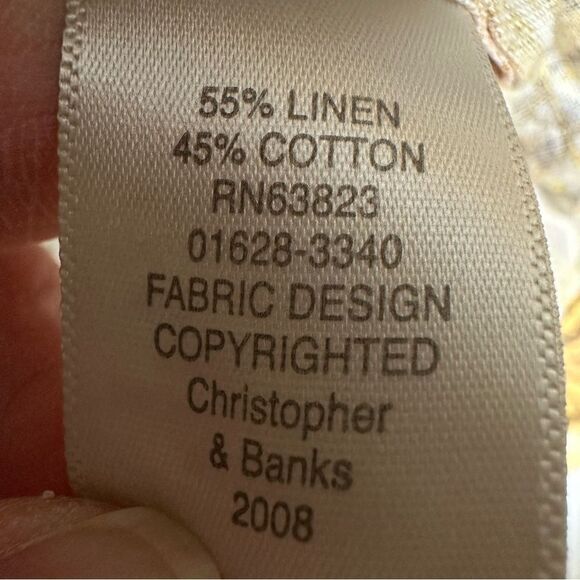 55% LINEN
45% COTTON
RN63823
01628-3340
FABRIC DESIGN
COPYRIGHTED
Christopher
& Banks
2008